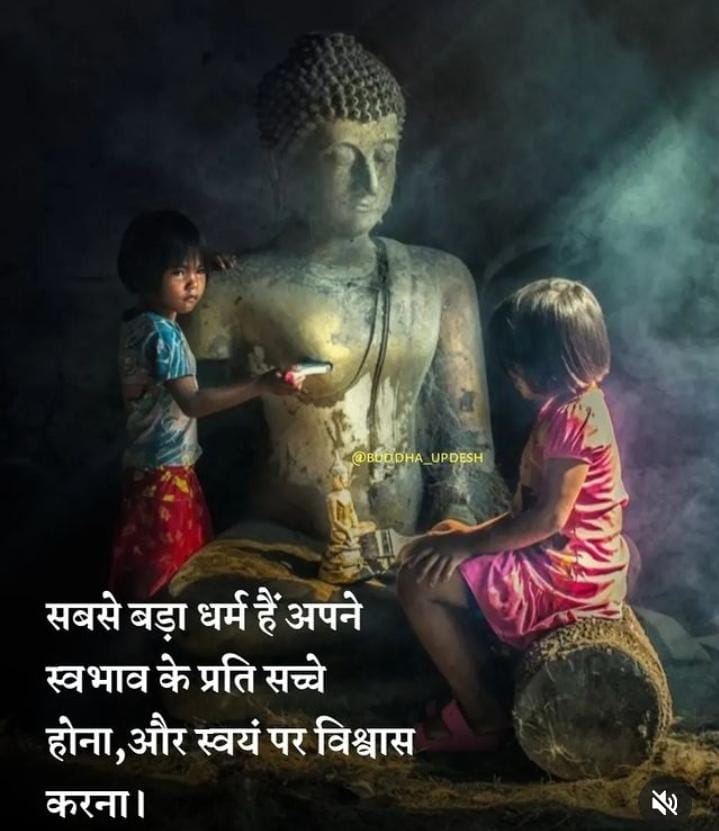 @BUDDHA_UPDESH
सबसे बड़ा धर्म हैं अपने
स्वभाव के प्रति सच्चे
होना,और स्वयं पर विश्वास
करना।